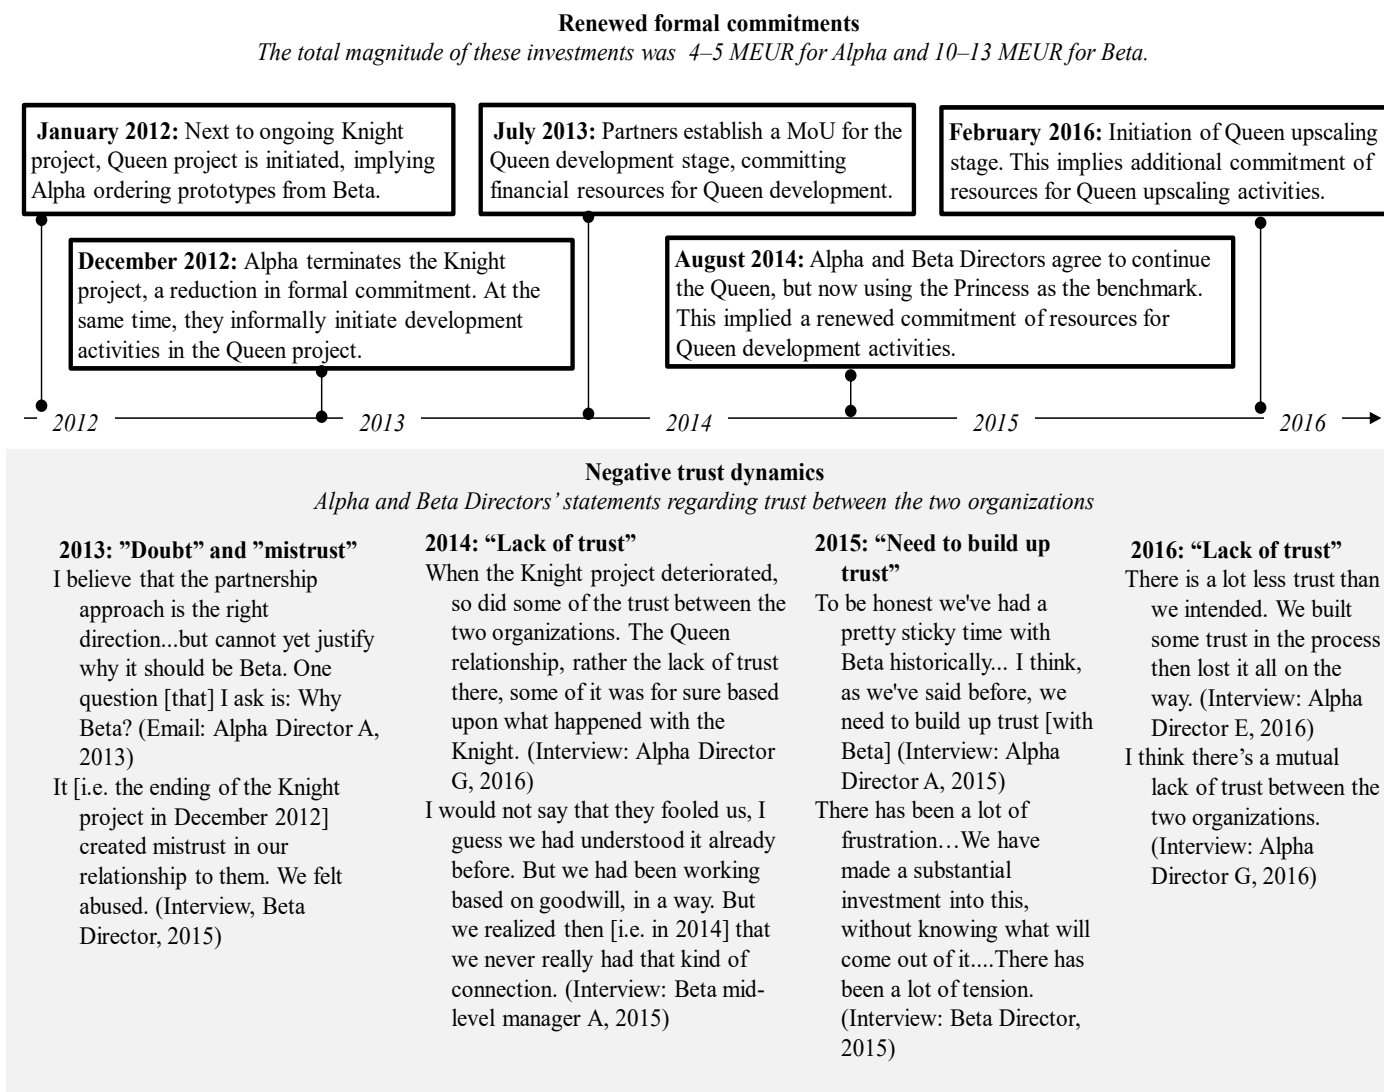 Renewed formal commitments
The total magnitude of these investments was 4–5 MEUR for Alpha and 10–13 MEUR for Beta.
January 2012: Next to ongoing Knight
project, Queen project is initiated, implying
Alpha ordering prototypes from Beta.
July 2013: Partners establish a MoU for the
Queen development stage, committing
financial resources for Queen development.
February 2016: Initiation of Queen upscaling
stage. This implies additional commitment of
resources for Queen upscaling activities.
December 2012: Alpha terminates the Knight
project, a reduction in formal commitment. At the
same time, they informally initiate development
activities in the Queen project.
August 2014: Alpha and Beta Directors agree to continue
the Queen, but now using the Princess as the benchmark.
This implied a renewed commitment of resources for
Queen development activities.
2012 2013 2014 2015 2016
Negative trust dynamics
Alpha and Beta Directors’ statements regarding trust between the two organizations
2013: ”Doubt” and ”mistrust”
I believe that the partnership
approach is the right
direction...but cannot yet justify
why it should be Beta. One
question [that] I ask is: Why
Beta? (Email: Alpha Director A,
2013)
It [i.e. the ending of the Knight
project in December 2012]
created mistrust in our
relationship to them. We felt
abused. (Interview, Beta
Director, 2015)
2014: “Lack of trust”
When the Knight project deteriorated,
so did some of the trust between the
two organizations. The Queen
relationship, rather the lack of trust
there, some of it was for sure based
upon what happened with the
Knight. (Interview: Alpha Director
G, 2016)
I would not say that they fooled us, I
guess we had understood it already
before. But we had been working
based on goodwill, in a way. But
we realized then [i.e. in 2014] that
we never really had that kind of
connection. (Interview: Beta mid-
level manager A, 2015)
2015: “Need to build up
trust”
To be honest we've had a
pretty sticky time with
Beta historically... I think,
as we've said before, we
need to build up trust [with
Beta] (Interview: Alpha
Director A, 2015)
There has been a lot of
frustration…We have
made a substantial
investment into this,
without knowing what will
come out of it....There has
been a lot of tension.
(Interview: Beta Director,
2015)
2016: “Lack of trust”
There is a lot less trust than
we intended. We built
some trust in the process
then lost it all on the
way. (Interview: Alpha
Director E, 2016)
I think there’s a mutual
lack of trust between the
two organizations.
(Interview: Alpha
Director G, 2016)